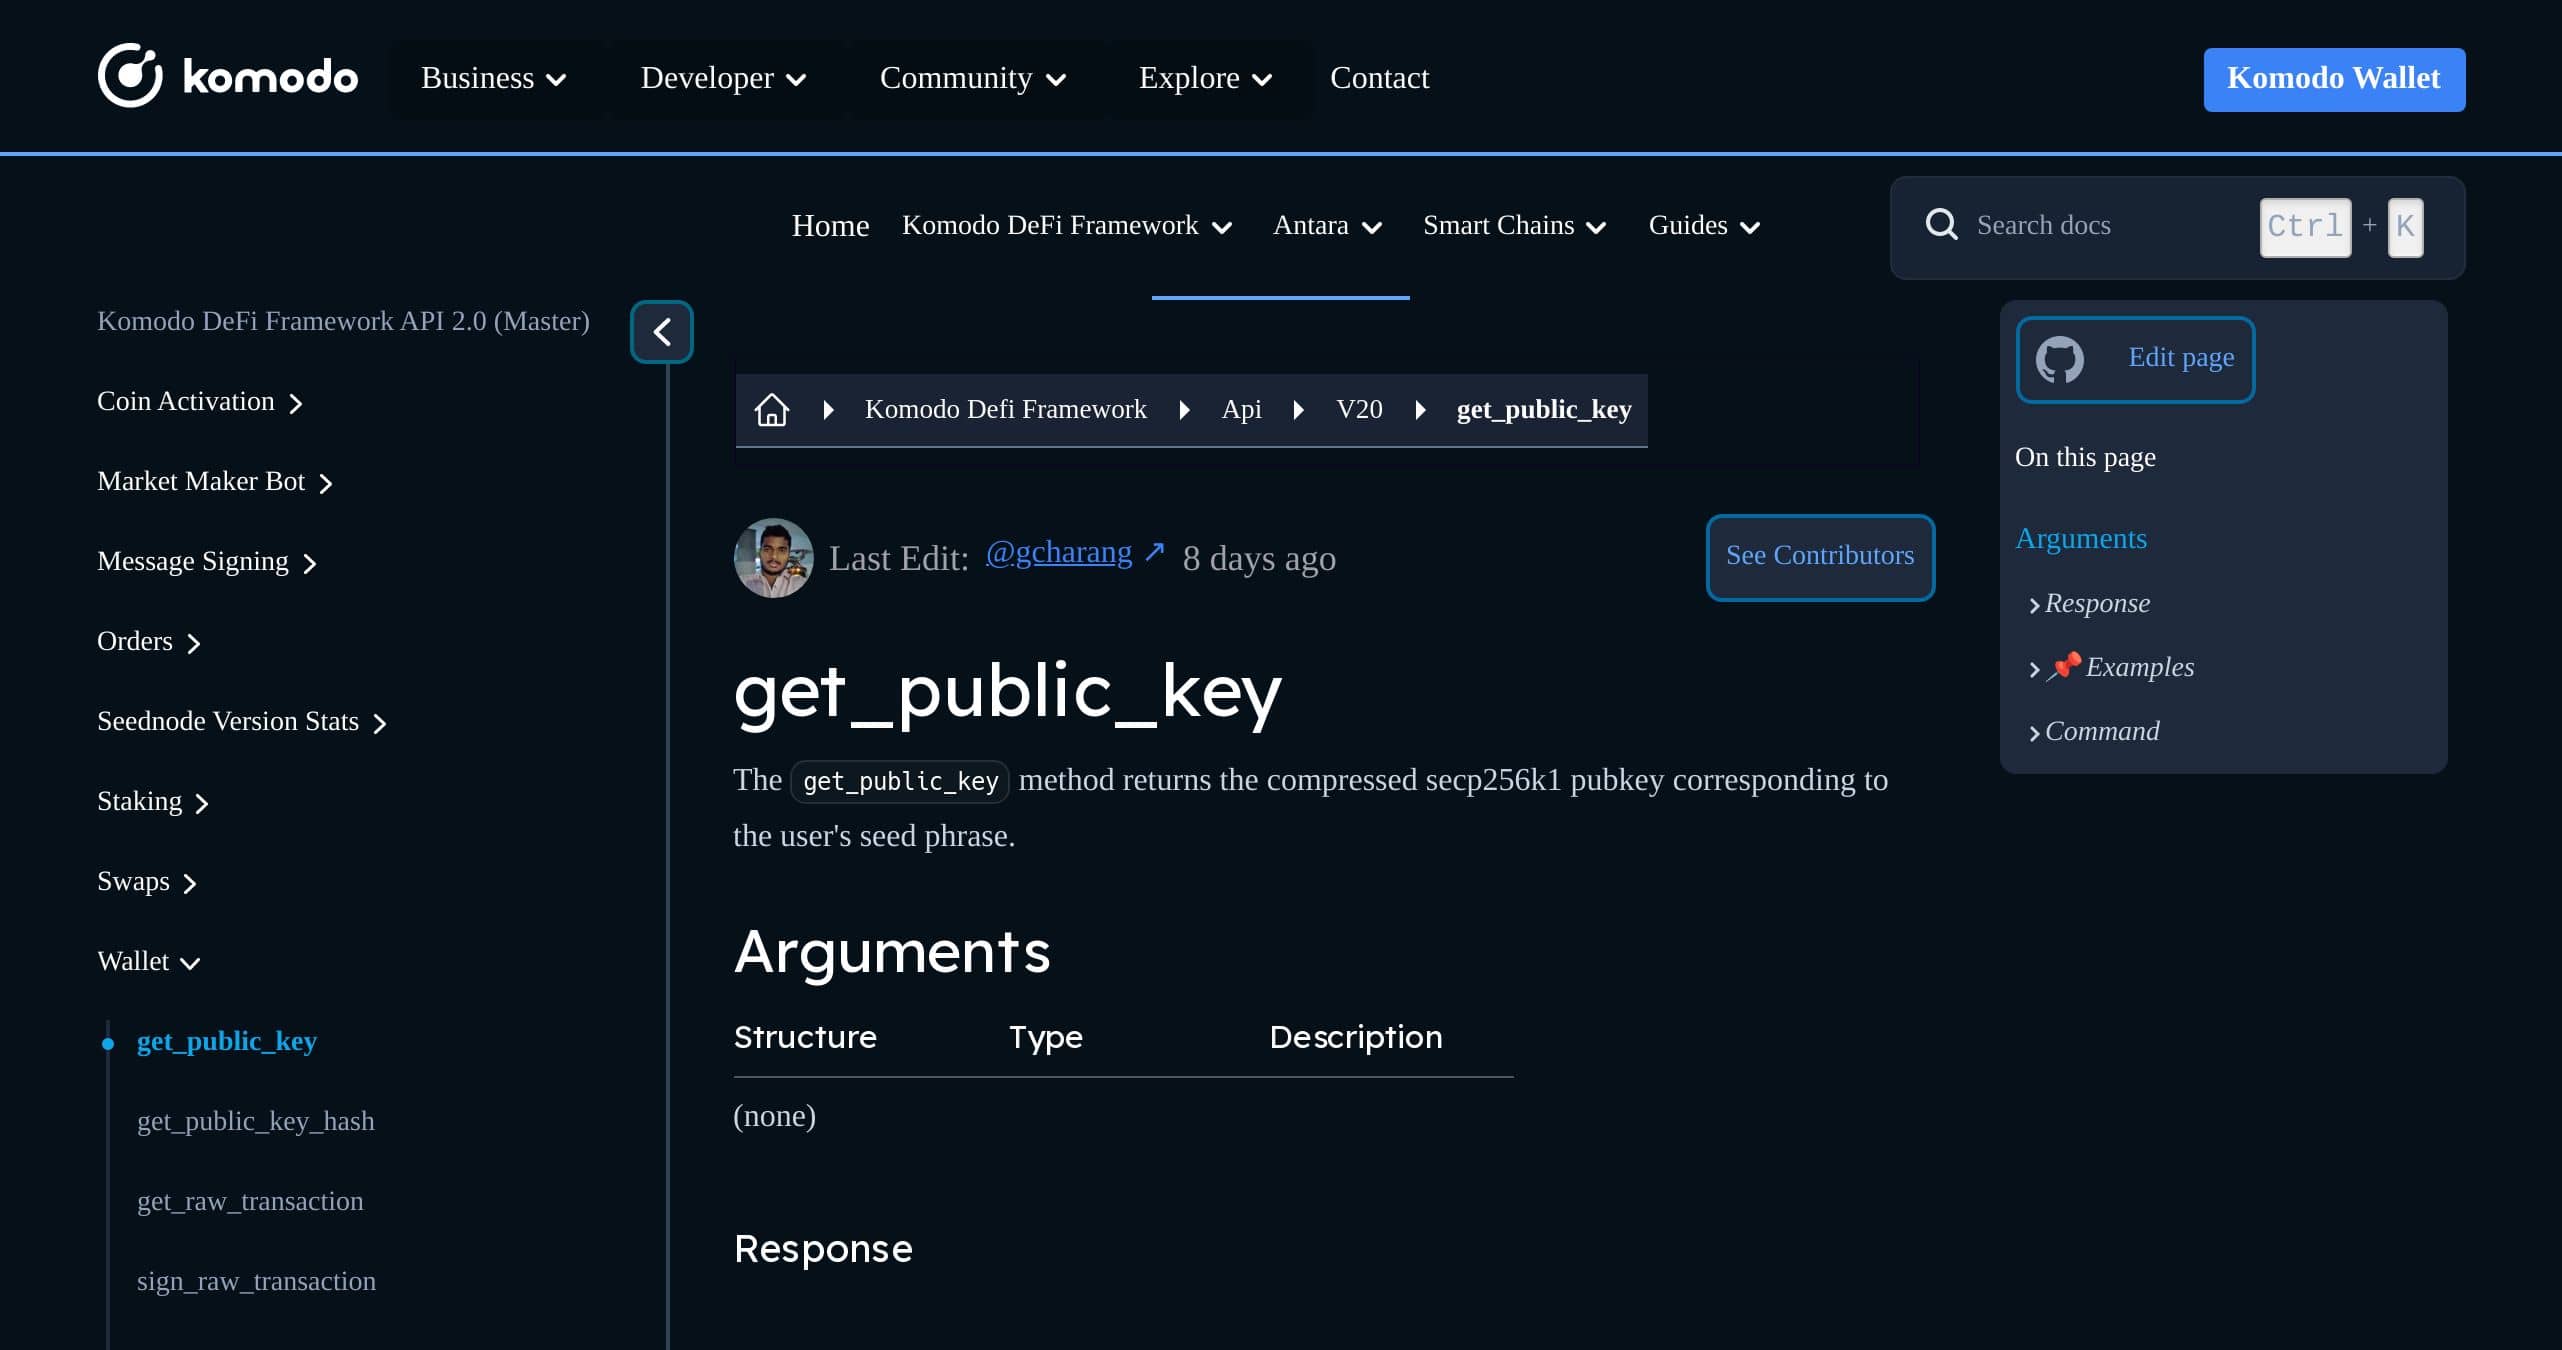 komodo
Business
Developer
Community
Explore
Contact
Komodo Wallet
Home
Komodo DeFi Framework
Antara
Smart Chains
Guides
Search docs
Ctrl + K
Komodo DeFi Framework API 2.0 (Master)
Coin Activation
Market Maker Bot
Message Signing
Orders
Seednode Version Stats
Staking
Swaps
Wallet
get_public_key
get_public_key_hash
get_raw_transaction
sign_raw_transaction
Komodo Defi Framework
Api
V20
get_public_key
Last Edit: @gcharang ↗ 8 days ago
See Contributors
get_public_key
The get_public_key method returns the compressed secp256k1 pubkey corresponding to
the user's seed phrase.
Arguments
Structure Type Description
(none)
Response
Edit page
On this page
Arguments
Response
📌 Examples
Command